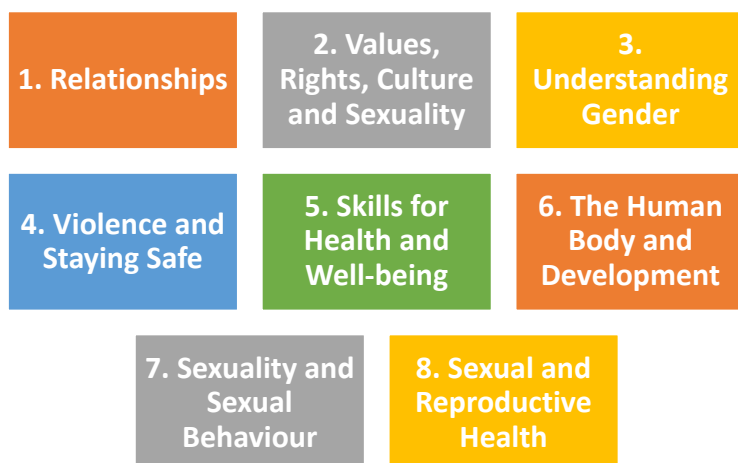 1. Relationships
2. Values,
Rights, Culture
and Sexuality
3.
Understanding
Gender
4. Violence and
Staying Safe
5. Skills for
Health and
Well-being
6. The Human
Body and
Development
7. Sexuality and
Sexual
Behaviour
8. Sexual and
Reproductive
Health